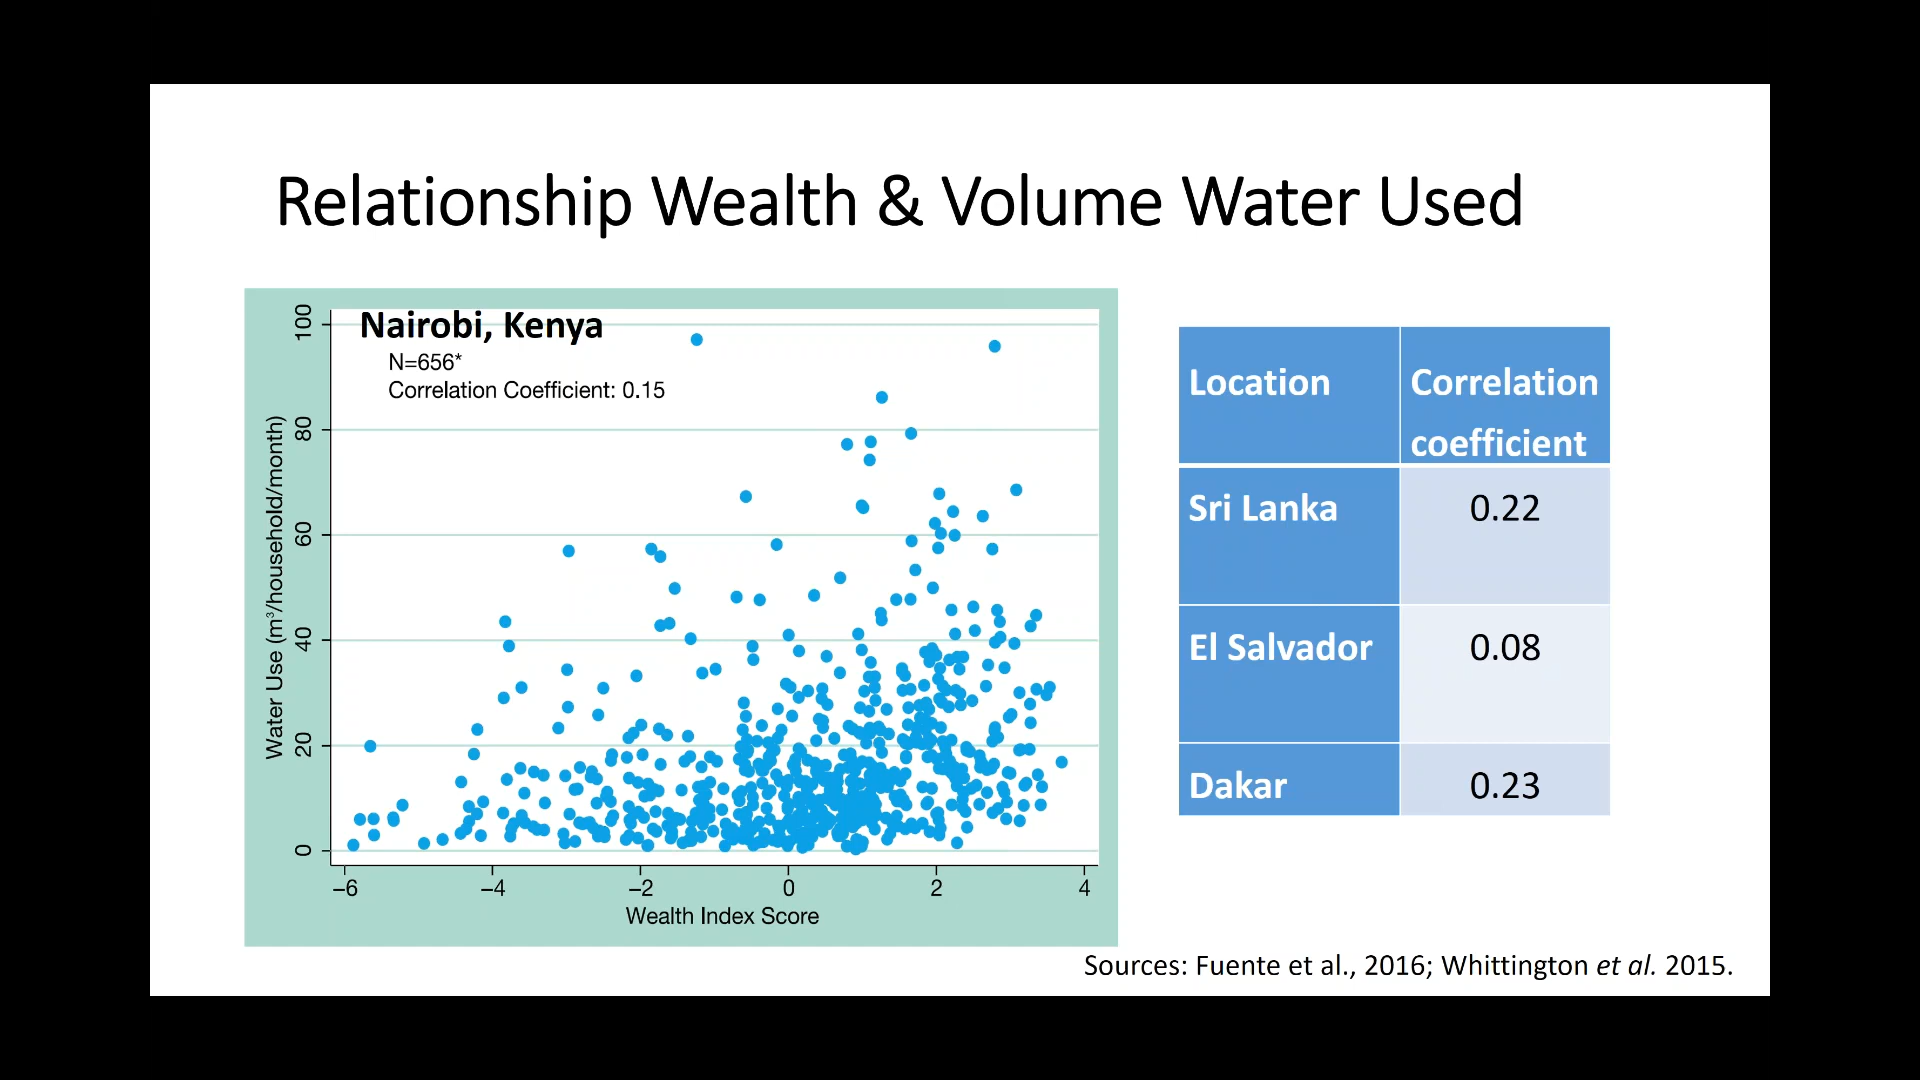 Relationship Wealth & Volume Water Used
Nairobi, Kenya
N=656*
Correlation Coefficient: 0.15
Water Use (m³/household/month)
100
80
60
40
20
0
−6 −4 −2 0 2 4
Wealth Index Score
Location Correlation
coefficient
Sri Lanka 0.22
El Salvador 0.08
Dakar 0.23
Sources: Fuente et al., 2016; Whittington et al. 2015.